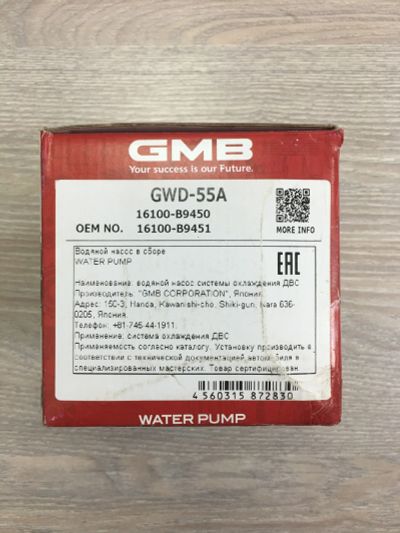 GMB
Your success is our Future.
GWD-55A
16100-B9450
OEM NO. 16100-B9451
MORE INFO
Водяной насос в сборе
WATER PUMP
EAC
Наименование: водяной насос системы охлаждения ДВС
Производитель: "GMB CORPORATION", Япония
Адрес: 150-3, Handa, Kawanishi-cho, Shiki-gun, Nara 636-
0205, Япония.
Телефон: +81-745-44-1911.
Применение: система охлаждения ДВС
Применяемость согласно каталогу. Установку производить в
соответствии с технической документацией автомобиля в
специализированных мастерских. Товар сертифицирован
4 560315 872830
WATER PUMP